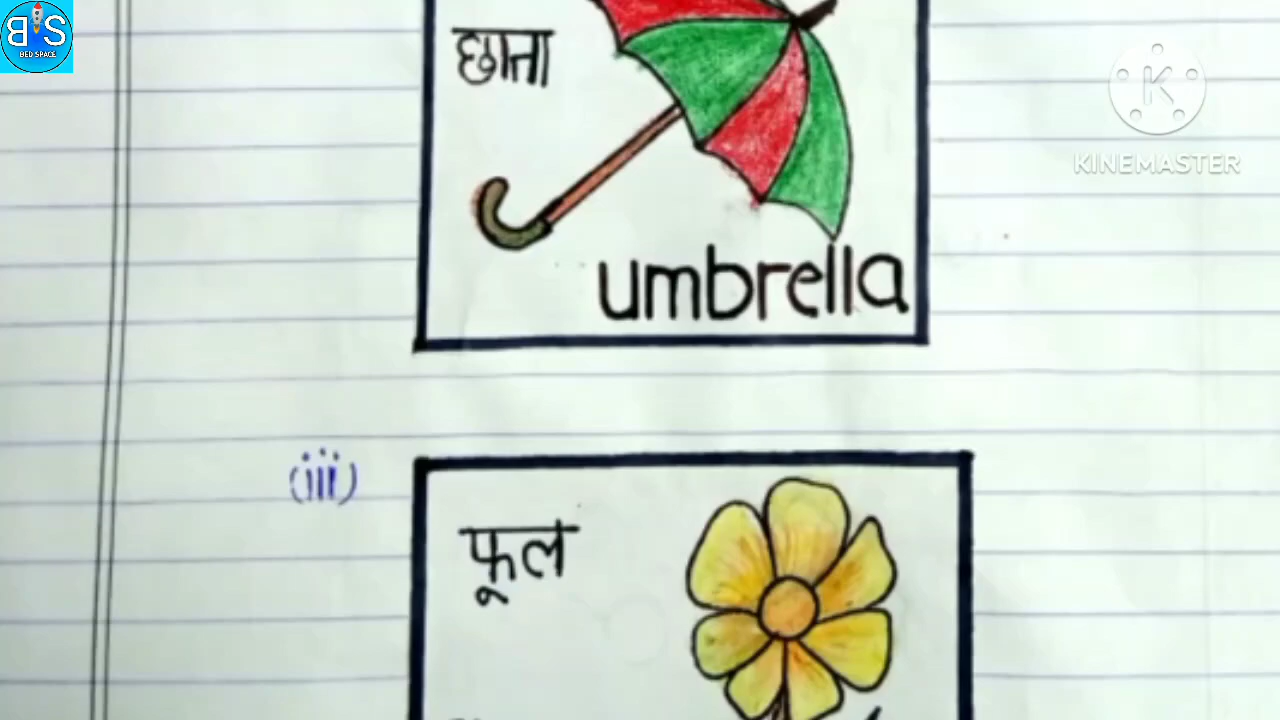 BS
BED SPACE
छाता
K
KINEMASTER
umbrella
(iii)
फूल